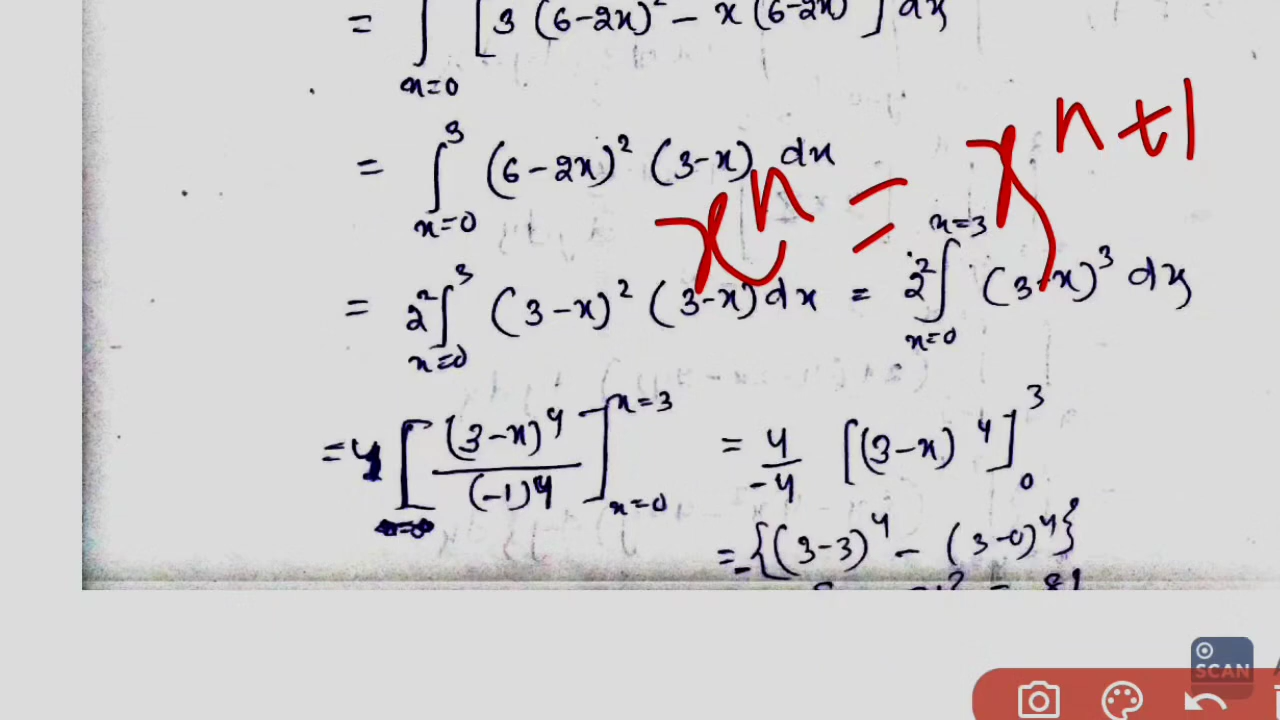 = ∫ [3 (6-2x)² - x (6-2x)² ] dx
x=0
= ∫ (6-2x)² (3-x) dx
3
x=0
xⁿ = xⁿ⁺¹
= 2² ∫ (3-x)² (3-x) dx = 2² ∫ (3-x)³ dx
3
x=0
x=3
x=0
= 4 [ (3-x)⁴ / (-1)4 ] x=3 x=0 = 4/-4 [(3-x)⁴]³₀
= -{(3-3)⁴ - (3-0)⁴}
= 81
SCAN